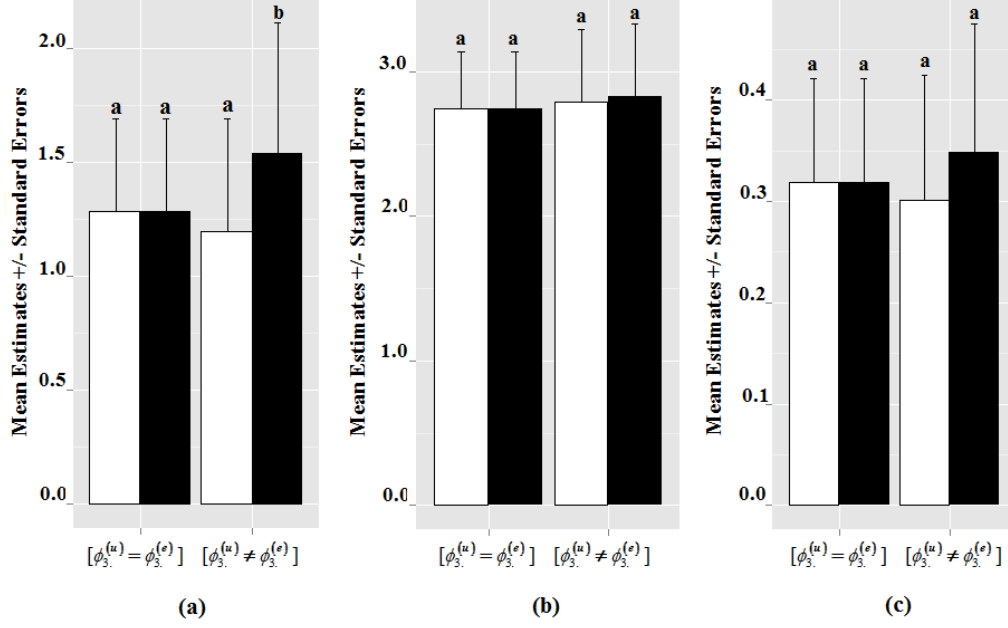 Mean Estimates +/- Standard Errors
2.0
1.5
1.0
0.5
0.0
a
a
a
b
[ϕ₃.⁽ᵘ⁾ = ϕ₃.⁽ᵉ⁾]
[ϕ₃.⁽ᵘ⁾ ≠ ϕ₃.⁽ᵉ⁾]
(a)
Mean Estimates +/- Standard Errors
3.0
2.0
1.0
0.0
a
a
a
a
[ϕ₃.⁽ᵘ⁾ = ϕ₃.⁽ᵉ⁾]
[ϕ₃.⁽ᵘ⁾ ≠ ϕ₃.⁽ᵉ⁾]
(b)
Mean Estimates +/- Standard Errors
0.4
0.3
0.2
0.1
0.0
a
a
a
a
[ϕ₃.⁽ᵘ⁾ = ϕ₃.⁽ᵉ⁾]
[ϕ₃.⁽ᵘ⁾ ≠ ϕ₃.⁽ᵉ⁾]
(c)